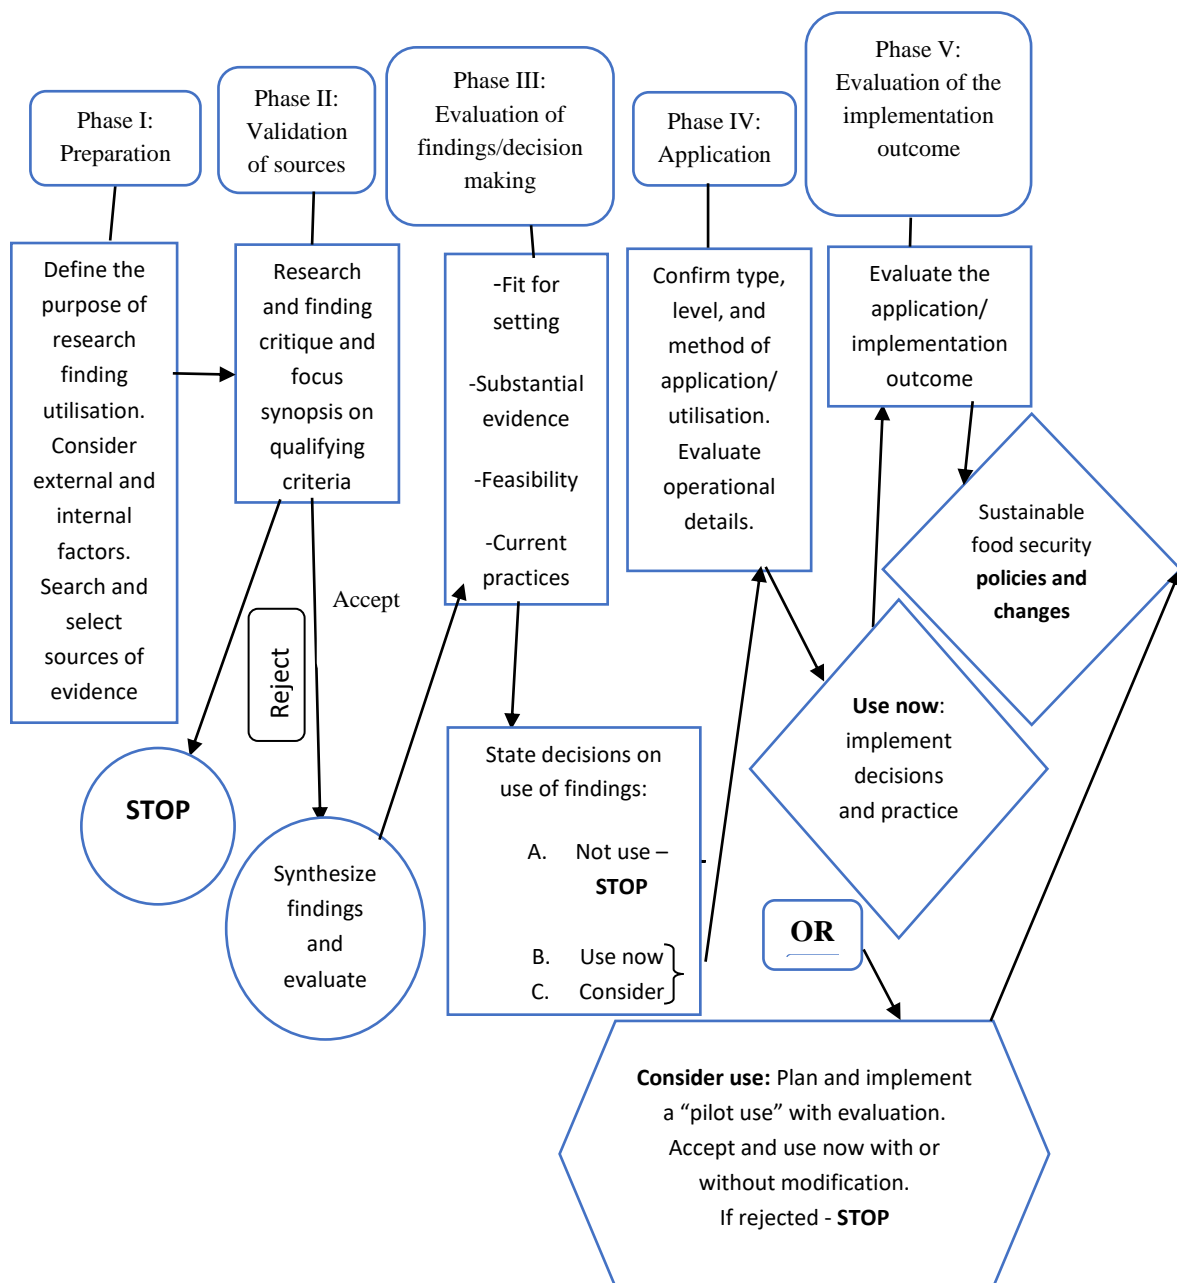 Phase I:
Preparation
Phase II:
Validation
of sources
Phase III:
Evaluation of
findings/decision
making
Phase IV:
Application
Phase V:
Evaluation of the
implementation
outcome
Define the
purpose of
research
finding
utilisation.
Consider
external and
internal
factors.
Search and
select
sources of
evidence
Research
and finding
critique and
focus
synopsis on
qualifying
criteria
-Fit for
setting
-Substantial
evidence
-Feasibility
-Current
practices
Confirm type,
level, and
method of
application/
utilisation.
Evaluate
operational
details.
Evaluate the
application/
implementation
outcome
Sustainable
food security
policies and
changes
Reject
Accept
STOP
Synthesize
findings
and
evaluate
State decisions on
use of findings:
A. Not use –
STOP
B. Use now
C. Consider
Use now:
implement
decisions
and practice
OR
Consider use: Plan and implement
a “pilot use” with evaluation.
Accept and use now with or
without modification.
If rejected - STOP